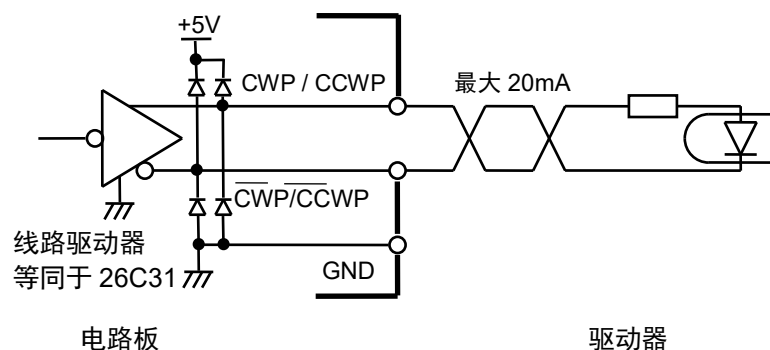 +5V
CWP / CCWP
最大 20mA
CWP/CCWP
线路驱动器
等同于 26C31
GND
电路板
驱动器